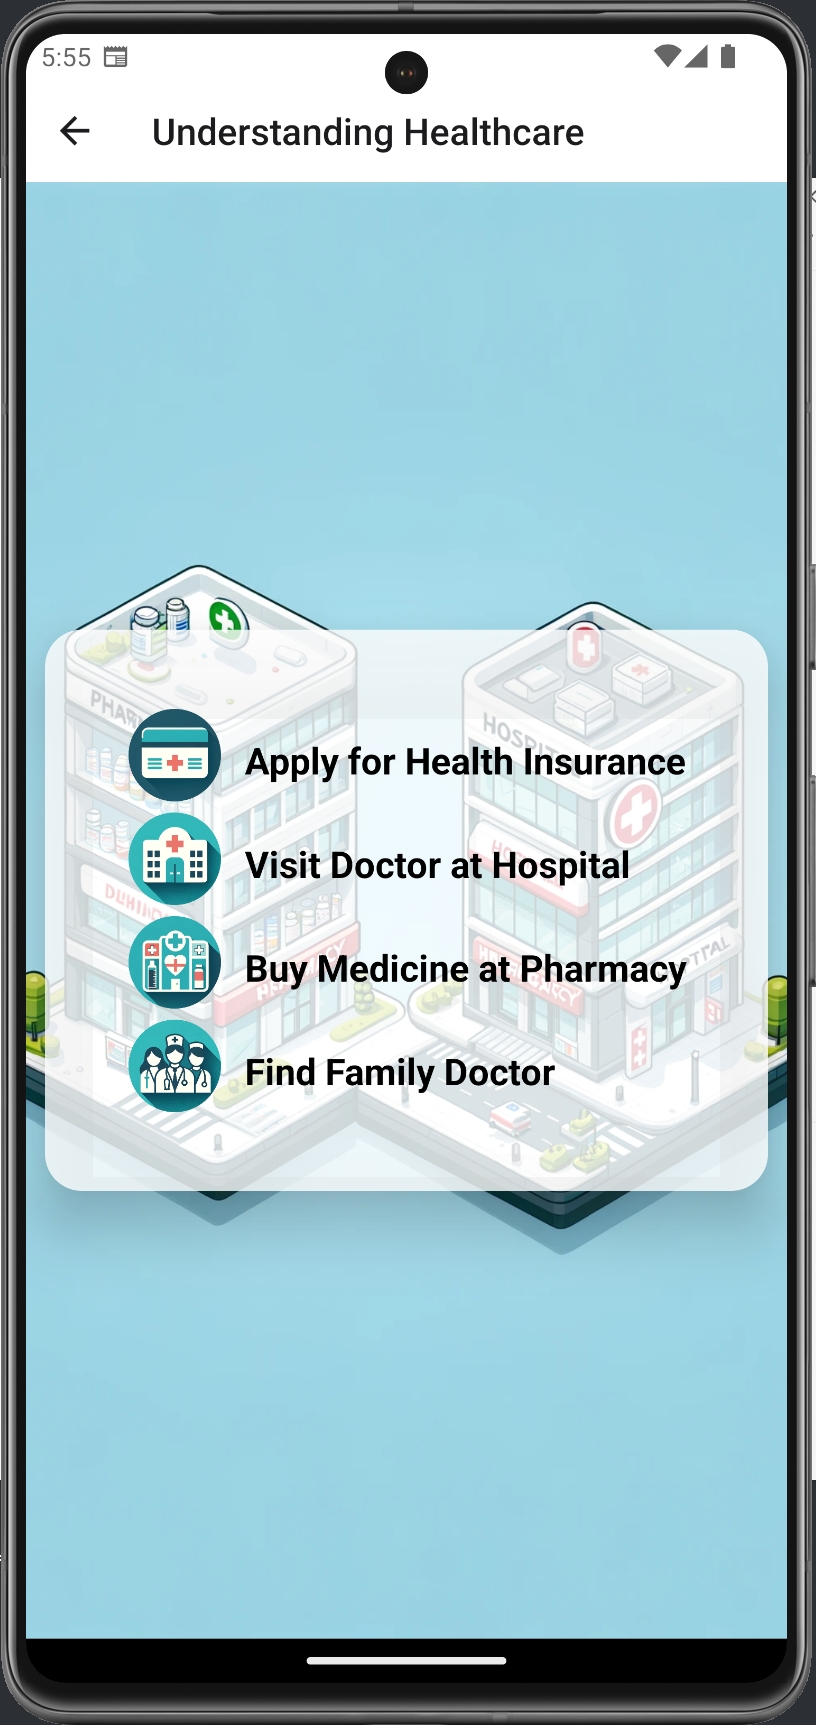 5:55
Understanding Healthcare
Apply for Health Insurance
Visit Doctor at Hospital
Buy Medicine at Pharmacy
Find Family Doctor